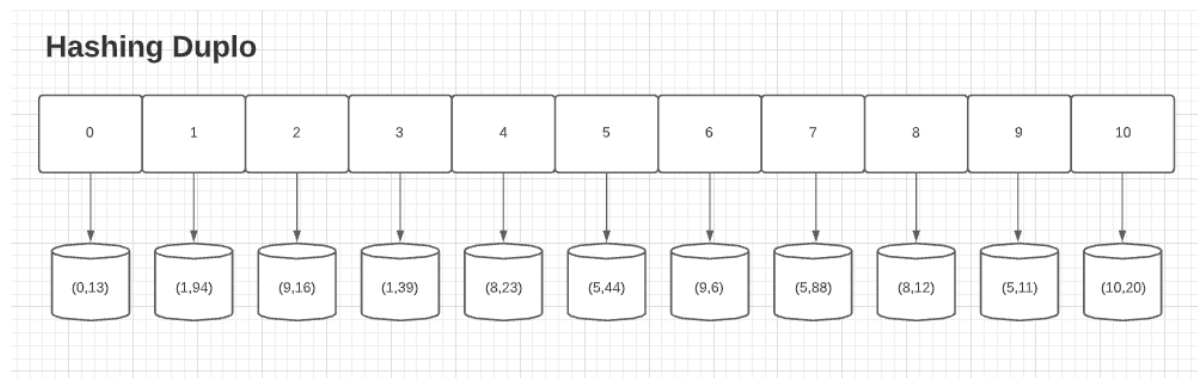 Hashing Duplo
0 1 2 3 4 5 6 7 8 9 10
(0,13) (1,94) (9,16) (1,39) (8,23) (5,44) (9,6) (5,88) (8,12) (5,11) (10,20)